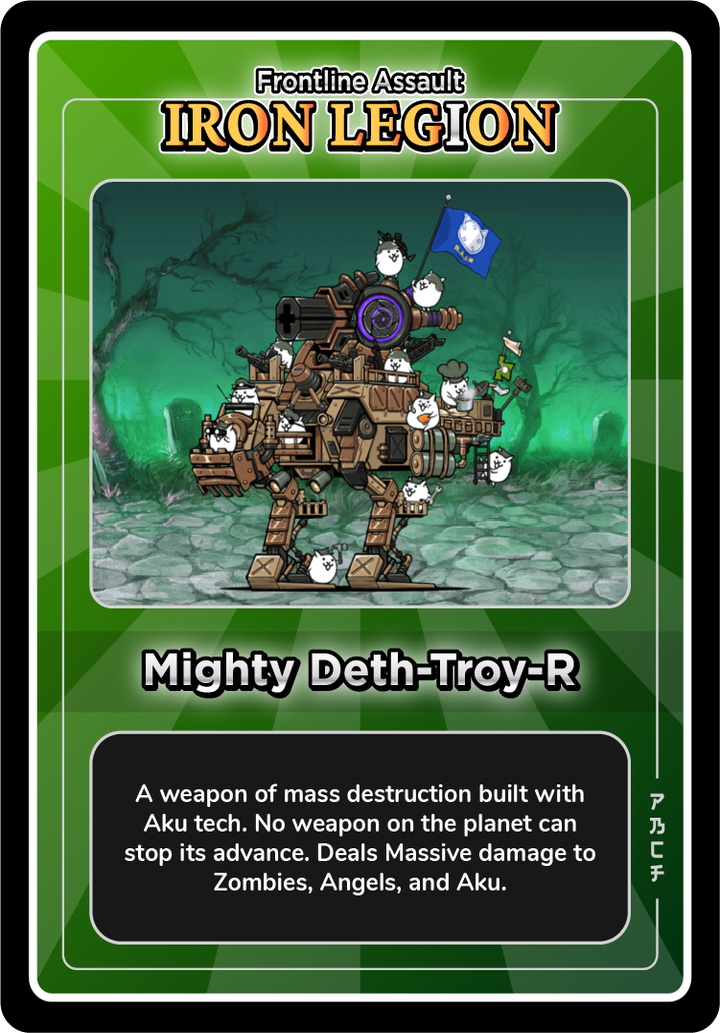 Frontline Assault
IRON LEGION
Mighty Deth-Troy-R
A weapon of mass destruction built with
Aku tech. No weapon on the planet can
stop its advance. Deals Massive damage to
Zombies, Angels, and Aku.